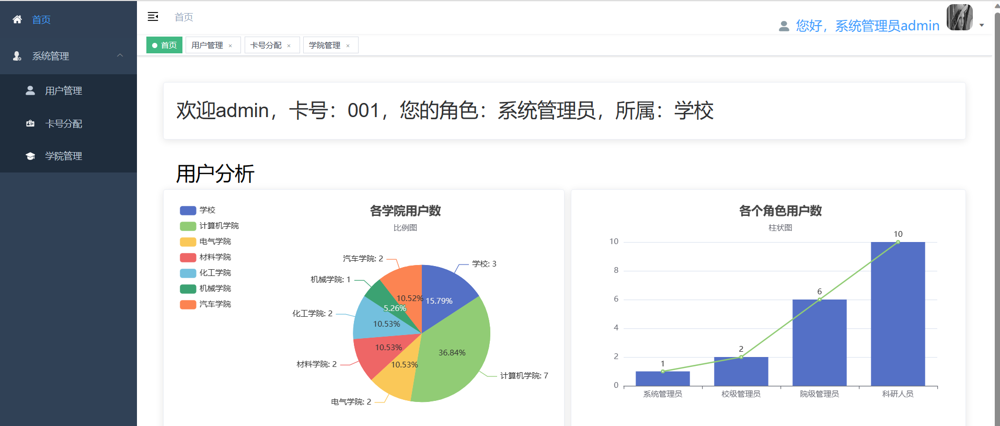 首页
系统管理
用户管理
卡号分配
学院管理
首页
您好，系统管理员admin
首页
用户管理 ×
卡号分配 ×
学院管理 ×
欢迎admin，卡号：001，您的角色：系统管理员，所属：学校
用户分析
学校
计算机学院
电气学院
材料学院
化工学院
机械学院
汽车学院
各学院用户数
比例图
汽车学院: 2
学校: 3
机械学院: 1
化工学院: 2
材料学院: 2
电气学院: 2
计算机学院: 7
10.52%
15.79%
5.26%
10.53%
10.53%
10.53%
36.84%
各个角色用户数
柱状图
10
8
6
4
2
0
1
2
6
10
系统管理员
校级管理员
院级管理员
科研人员